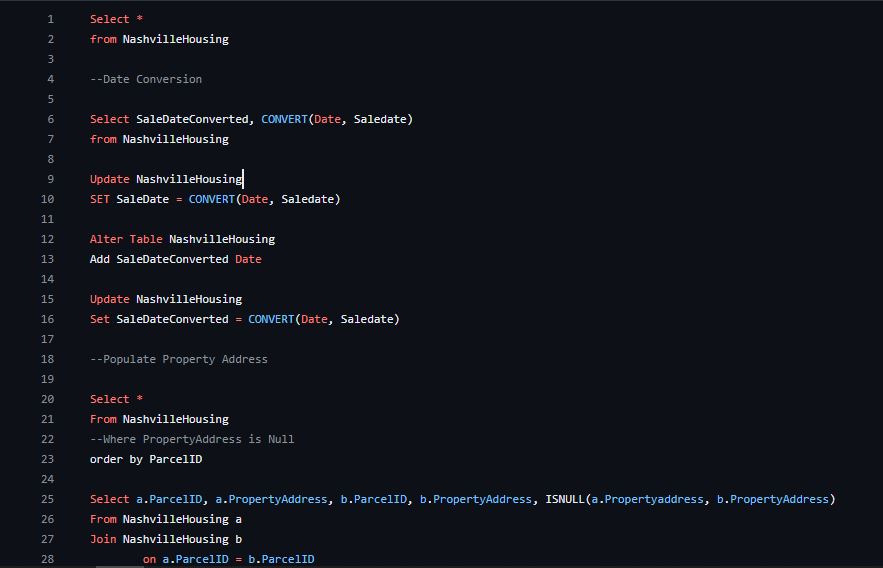 1 Select *
2 from NashvilleHousing
3
4 --Date Conversion
5
6 Select SaleDateConverted, CONVERT(Date, Saledate)
7 from NashvilleHousing
8
9 Update NashvilleHousing
10 SET SaleDate = CONVERT(Date, Saledate)
11
12 Alter Table NashvilleHousing
13 Add SaleDateConverted Date
14
15 Update NashvilleHousing
16 Set SaleDateConverted = CONVERT(Date, Saledate)
17
18 --Populate Property Address
19
20 Select *
21 From NashvilleHousing
22 --Where PropertyAddress is Null
23 order by ParcelID
24
25 Select a.ParcelID, a.PropertyAddress, b.ParcelID, b.PropertyAddress, ISNULL(a.Propertyaddress, b.PropertyAddress)
26 From NashvilleHousing a
27 Join NashvilleHousing b
28 on a.ParcelID = b.ParcelID